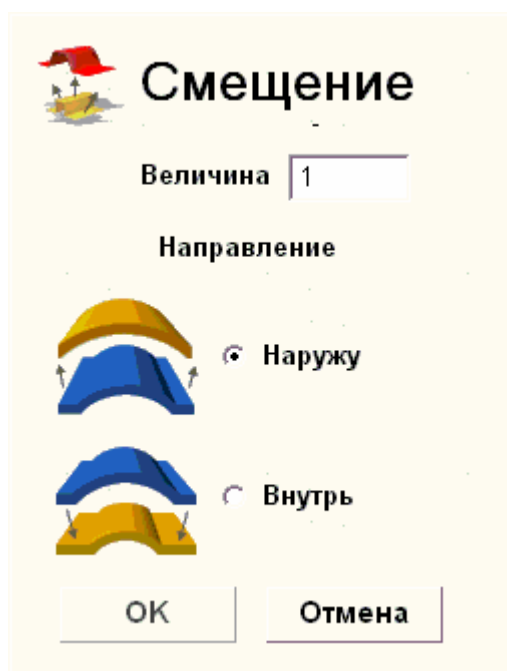 Смещение
Величина 1
Направление
Наружу
Внутрь
OK Отмена